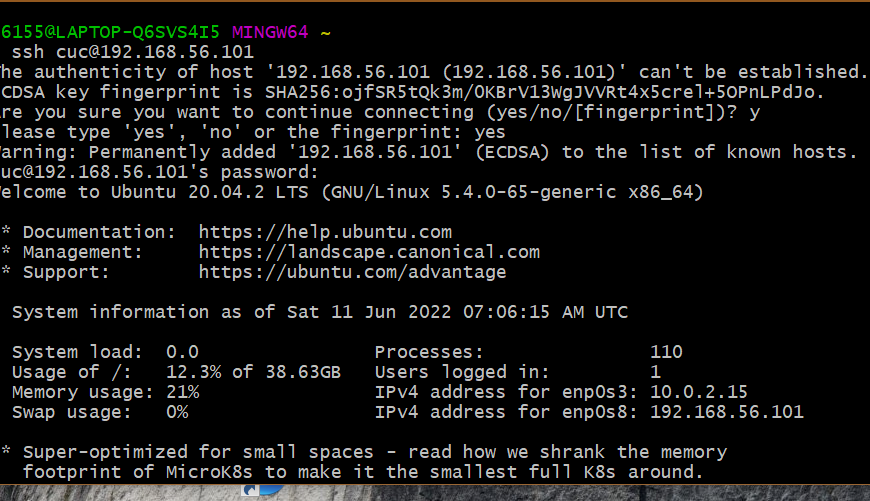 6155@LAPTOP-Q6SVS4I5 MINGW64 ~
ssh cuc@192.168.56.101
he authenticity of host '192.168.56.101 (192.168.56.101)' can't be established.
CDSA key fingerprint is SHA256:ojfSR5tQk3m/OKBrV13WgJVVRt4x5crel+5OPnLPdJo.
re you sure you want to continue connecting (yes/no/[fingerprint])? y
lease type 'yes', 'no' or the fingerprint: yes
arning: Permanently added '192.168.56.101' (ECDSA) to the list of known hosts.
uc@192.168.56.101's password:
elcome to Ubuntu 20.04.2 LTS (GNU/Linux 5.4.0-65-generic x86_64)
* Documentation: https://help.ubuntu.com
* Management: https://landscape.canonical.com
* Support: https://ubuntu.com/advantage
System information as of Sat 11 Jun 2022 07:06:15 AM UTC
System load: 0.0 Processes: 110
Usage of /: 12.3% of 38.63GB Users logged in: 1
Memory usage: 21% IPv4 address for enp0s3: 10.0.2.15
Swap usage: 0% IPv4 address for enp0s8: 192.168.56.101
* Super-optimized for small spaces - read how we shrank the memory
footprint of MicroK8s to make it the smallest full K8s around.